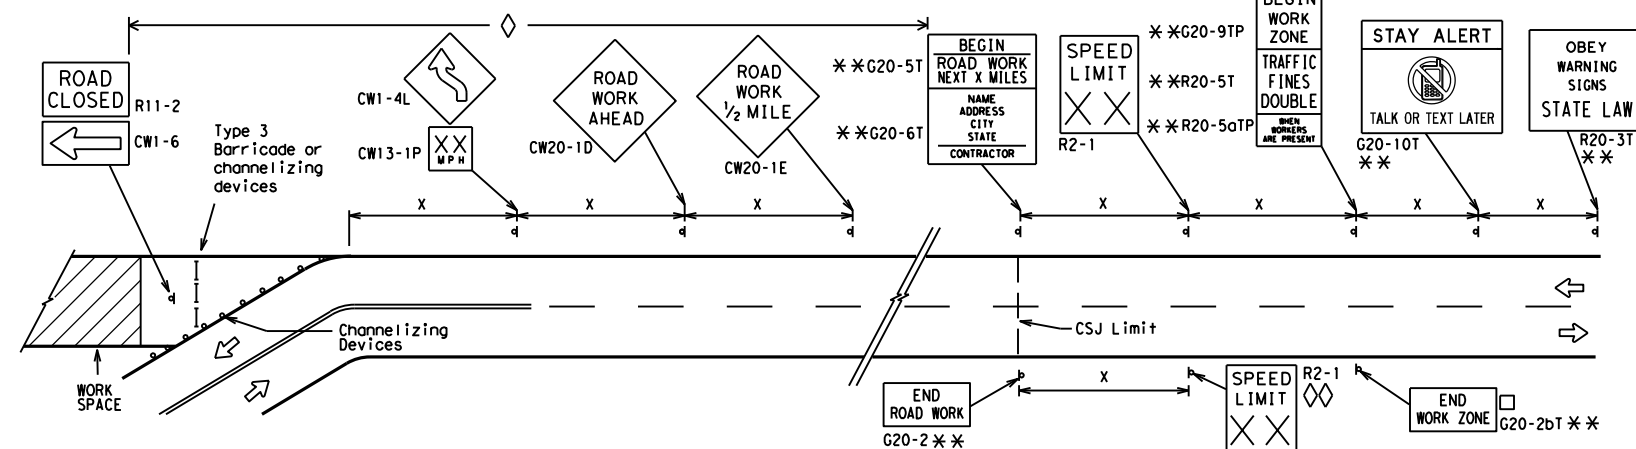 ROAD
CLOSED
R11-2
CW1-6
Type 3
Barricade or
channelizing
devices
CW1-4L
XX
MPH
CW13-1P
ROAD
WORK
AHEAD
CW20-1D
ROAD
WORK
1/2 MILE
CW20-1E
**G20-5T
BEGIN
ROAD WORK
NEXT X MILES
**G20-6T
NAME
ADDRESS
CITY
STATE
CONTRACTOR
SPEED
LIMIT
XX
R2-1
**G20-9TP
BEGIN
WORK
ZONE
**R20-5T
TRAFFIC
FINES
DOUBLE
**R20-5aTP
WHEN
WORKERS
ARE PRESENT
STAY ALERT
TALK OR TEXT LATER
G20-10T
**
OBEY
WARNING
SIGNS
STATE LAW
R20-3T
**
X
X
X
X
X
X
X
Channelizing
Devices
WORK
SPACE
CSJ Limit
END
ROAD WORK
G20-2 **
X
SPEED
LIMIT
XX
R2-1
END
WORK ZONE
G20-2bT **